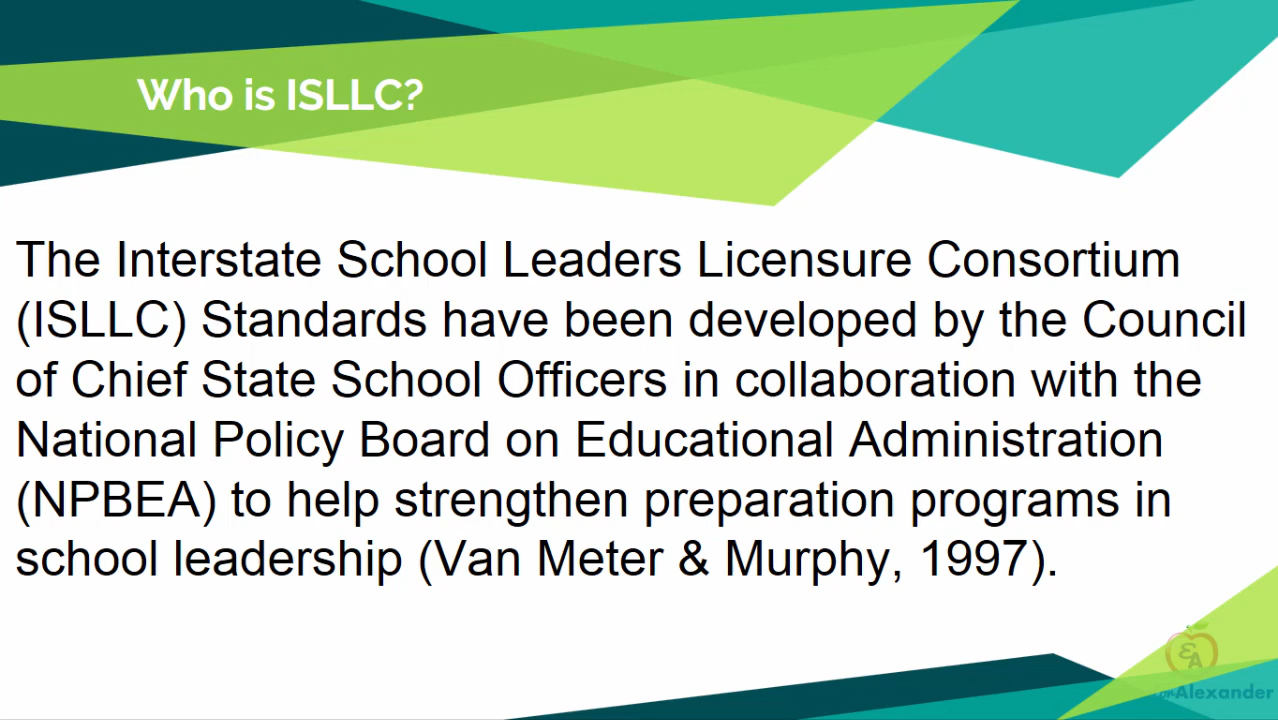 Who is ISLLC?
The Interstate School Leaders Licensure Consortium
(ISLLC) Standards have been developed by the Council
of Chief State School Officers in collaboration with the
National Policy Board on Educational Administration
(NPBEA) to help strengthen preparation programs in
school leadership (Van Meter & Murphy, 1997).
EA
Alexander